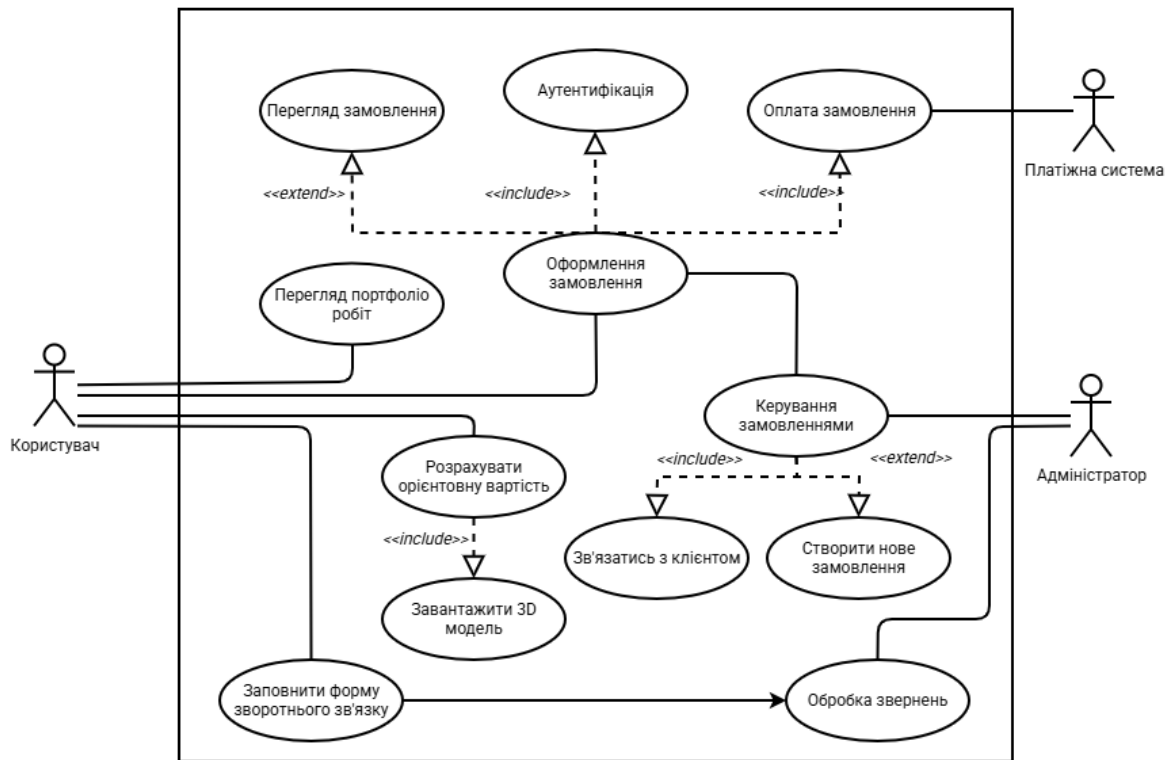 Перегляд замовлення
Аутентифікація
Оплата замовлення
Платіжна система
<<extend>>
<<include>>
<<include>>
Оформлення
замовлення
Перегляд портфоліо
робіт
Користувач
Керування
замовленнями
Адміністратор
<<include>>
<<extend>>
Розрахувати
орієнтовну вартість
<<include>>
Зв'язатись з клієнтом
Створити нове
замовлення
Завантажити 3D
модель
Заповнити форму
зворотнього зв'язку
Обробка звернень